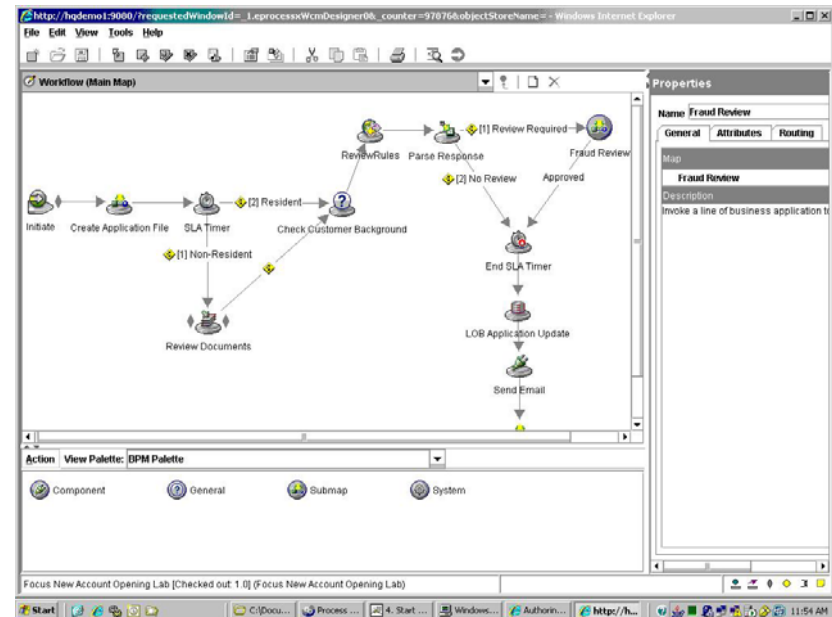 http://hqdemo1:9080/?requestedWindowId=_1.eprocessxWcmDesigner0&_counter=97076&objectStoreName= - Windows Internet Explorer
File Edit View Tools Help
Workflow (Main Map)
Properties
Name Fraud Review
General Attributes Routing
Map
Fraud Review
Description
Invoke a line of business application to
ReviewRules
Parse Response
[1] Review Required
Fraud Review
[2] No Review
Approved
Initiate
Create Application File
SLA Timer
[2] Resident
Check Customer Background
[1] Non-Resident
End SLA Timer
Review Documents
LOB Application Update
Send Email
Action View Palette: BPM Palette
Component
General
Submap
System
Focus New Account Opening Lab [Checked out: 1.0] (Focus New Account Opening Lab)
Start
C:\Docu...
Process ...
4. Start ...
Windows...
Authorin...
http://h...
11:54 AM